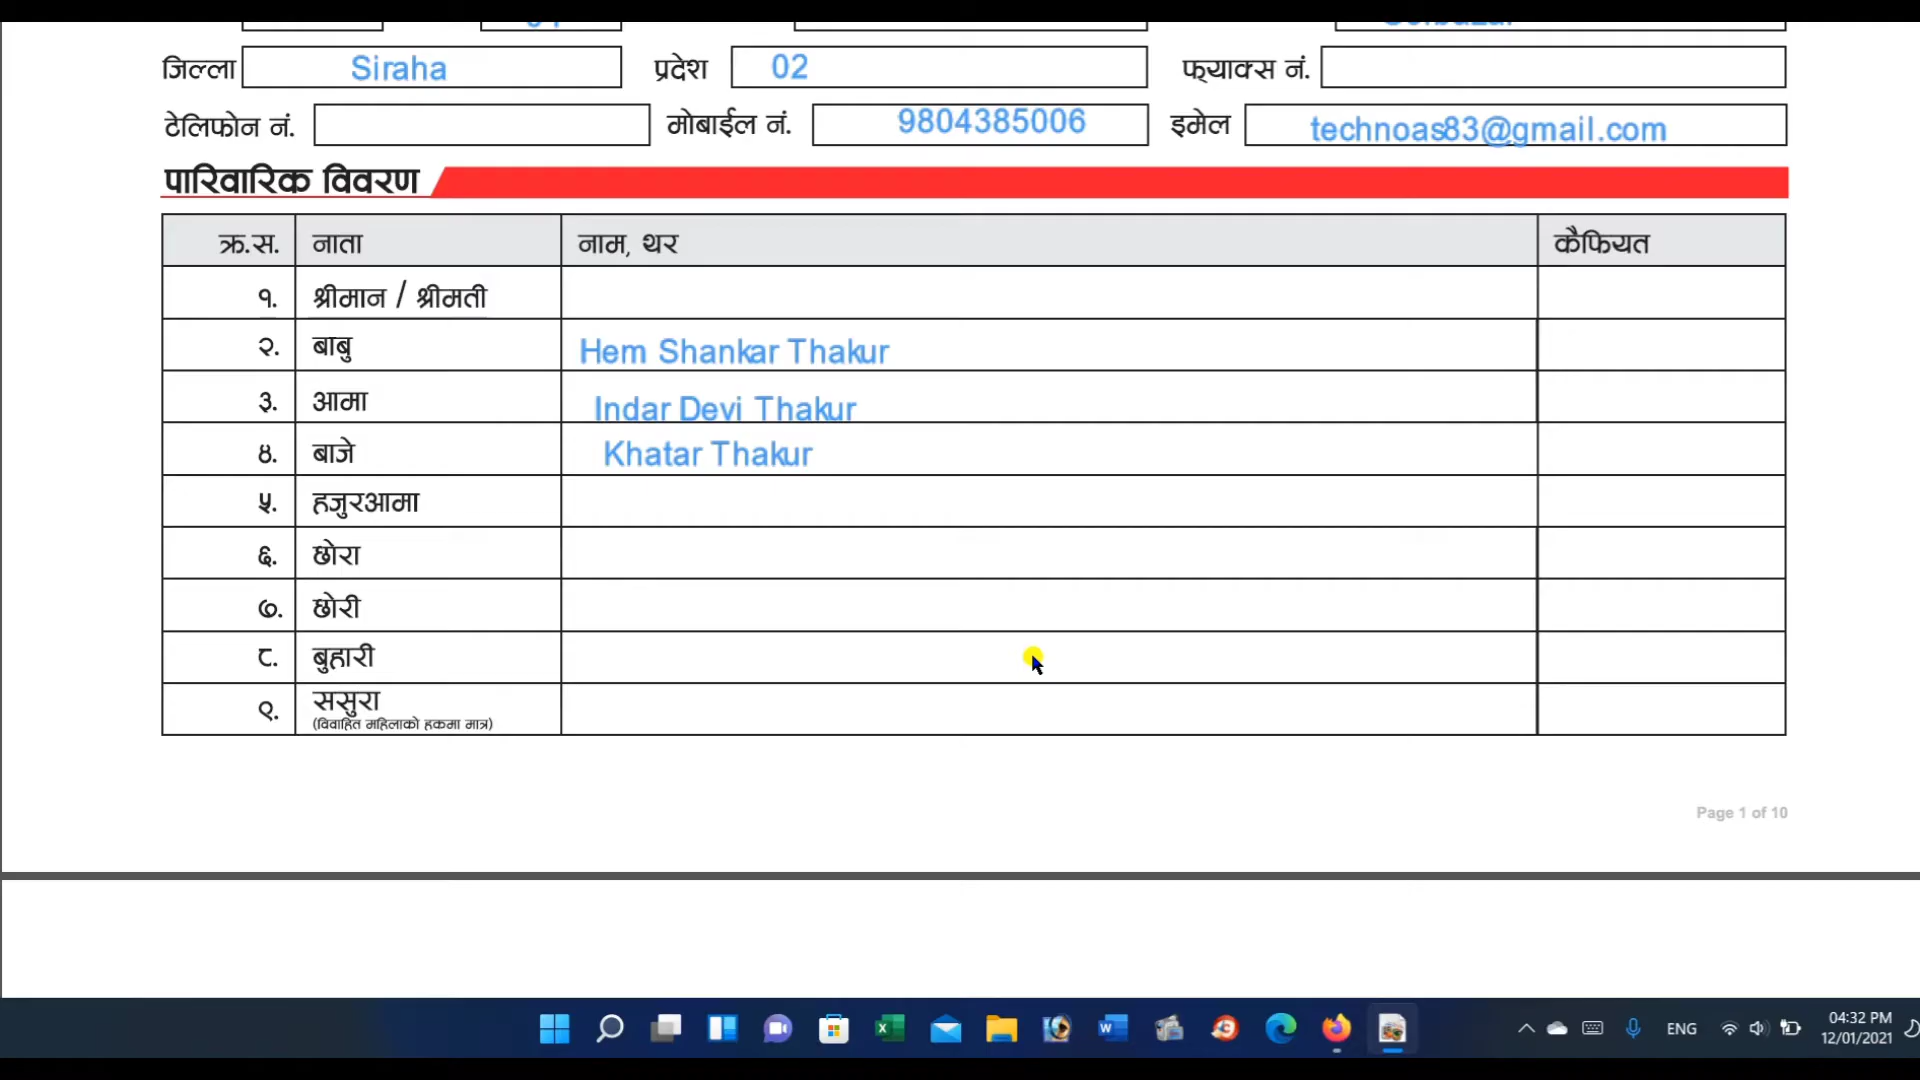 जिल्ला Siraha प्रदेश 02 फ्याक्स नं.
टेलिफोन नं. मोबाईल नं. 9804385006 इमेल technoas83@gmail.com
पारिवारिक विवरण
क्र.स. नाता नाम, थर कैफियत
१. श्रीमान / श्रीमती
२. बाबु Hem Shankar Thakur
३. आमा Indar Devi Thakur
४. बाजे Khatar Thakur
५. हजुरआमा
६. छोरा
७. छोरी
८. बुहारी
९. ससुरा
(विवाहित महिलाको हकमा मात्र)
Page 1 of 10
ENG
04:32 PM
12/01/2021